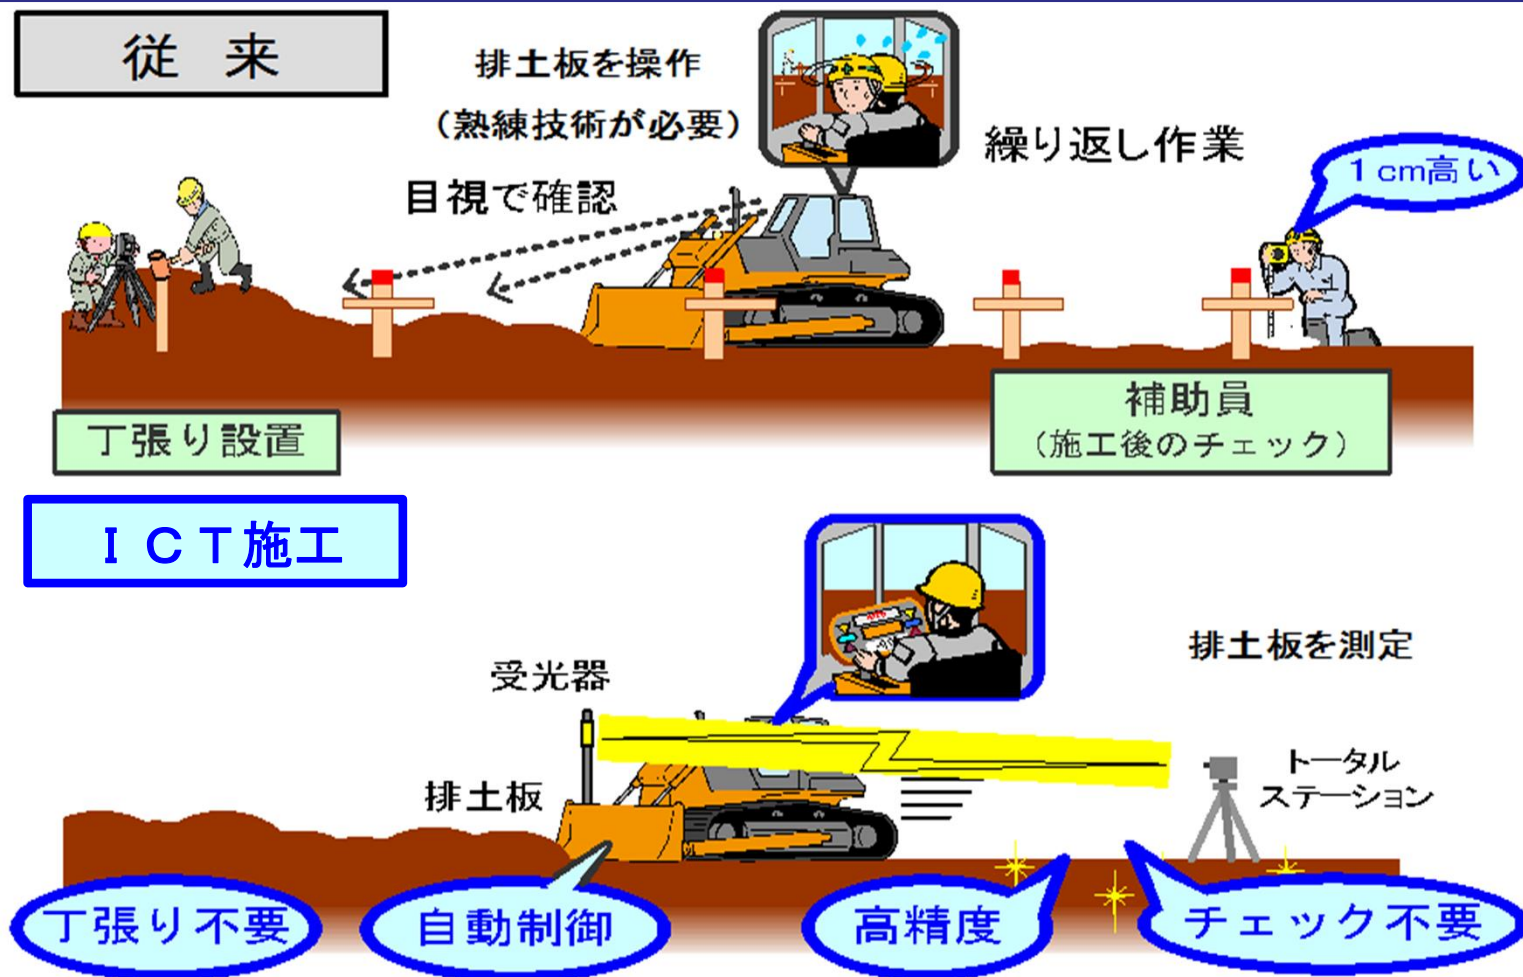 従 来
排土板を操作
（熟練技術が必要）
繰り返し作業
1cm高い
目視で確認
丁張り設置
補助員
（施工後のチェック）
ＩＣＴ施工
受光器
排土板を測定
排土板
トータル
ステーション
丁張り不要
自動制御
高精度
チェック不要